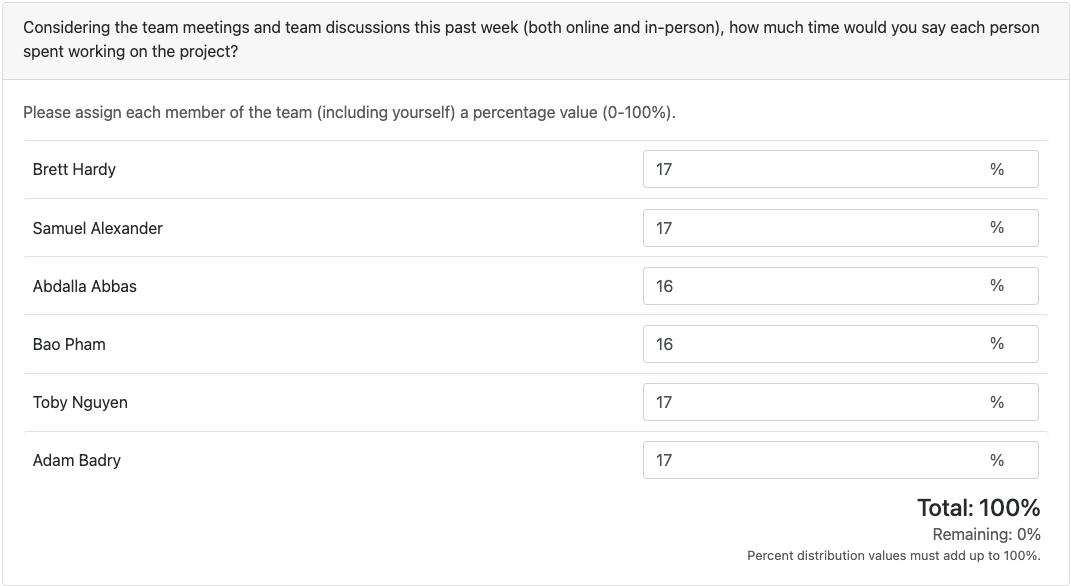 Considering the team meetings and team discussions this past week (both online and in-person), how much time would you say each person
spent working on the project?
Please assign each member of the team (including yourself) a percentage value (0-100%).
Brett Hardy 17 %
Samuel Alexander 17 %
Abdalla Abbas 16 %
Bao Pham 16 %
Toby Nguyen 17 %
Adam Badry 17 %
Total: 100%
Remaining: 0%
Percent distribution values must add up to 100%.